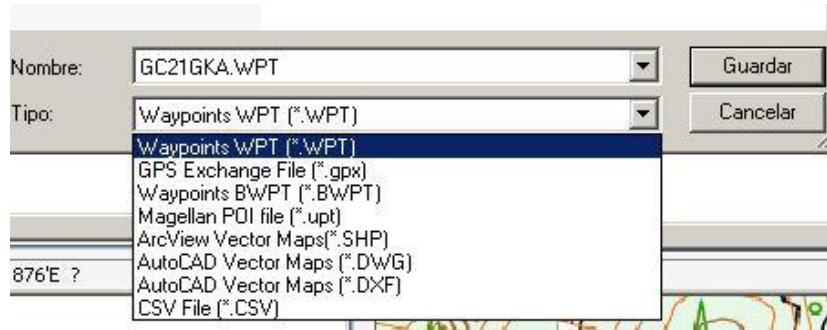 Nombre: GC21GKA.WPT Guardar
Tipo: Waypoints WPT (*.WPT) Cancelar
Waypoints WPT (*.WPT)
GPS Exchange File (*.gpx)
Waypoints BWPT (*.BWPT)
Magellan POI file (*.upt)
ArcView Vector Maps(*.SHP)
AutoCAD Vector Maps (*.DWG)
876'E ?
AutoCAD Vector Maps (*.DXF)
CSV File (*.CSV)